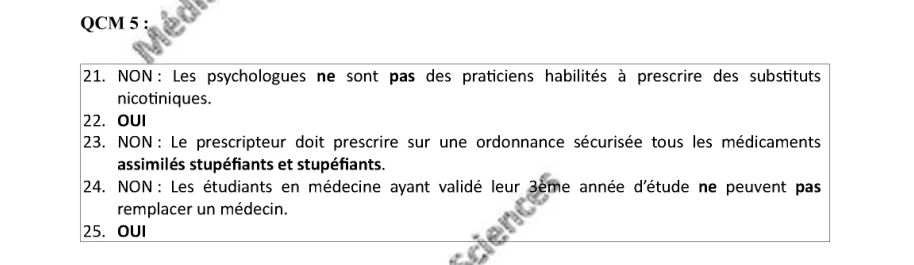 QCM 5 :
Médi
21. NON : Les psychologues ne sont pas des praticiens habilités à prescrire des substituts
nicotiniques.
22. OUI
23. NON : Le prescripteur doit prescrire sur une ordonnance sécurisée tous les médicaments
assimilés stupéfiants et stupéfiants.
24. NON : Les étudiants en médecine ayant validé leur 3ème année d’étude ne peuvent pas
remplacer un médecin.
25. OUI
Sciences